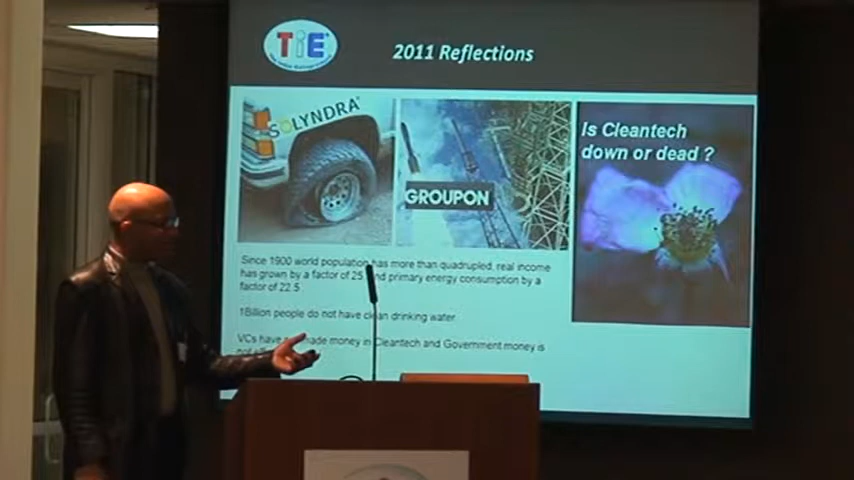 TiE
2011 Reflections
SOLYNDRA
GROUPON
Is Cleantech
down or dead ?
Since 1900 world population has more than quadrupled, real income
has grown by a factor of 25 and primary energy consumption by a
factor of 22.5
1Billion people do not have clean drinking water
VCs have made money in Cleantech and Government money is